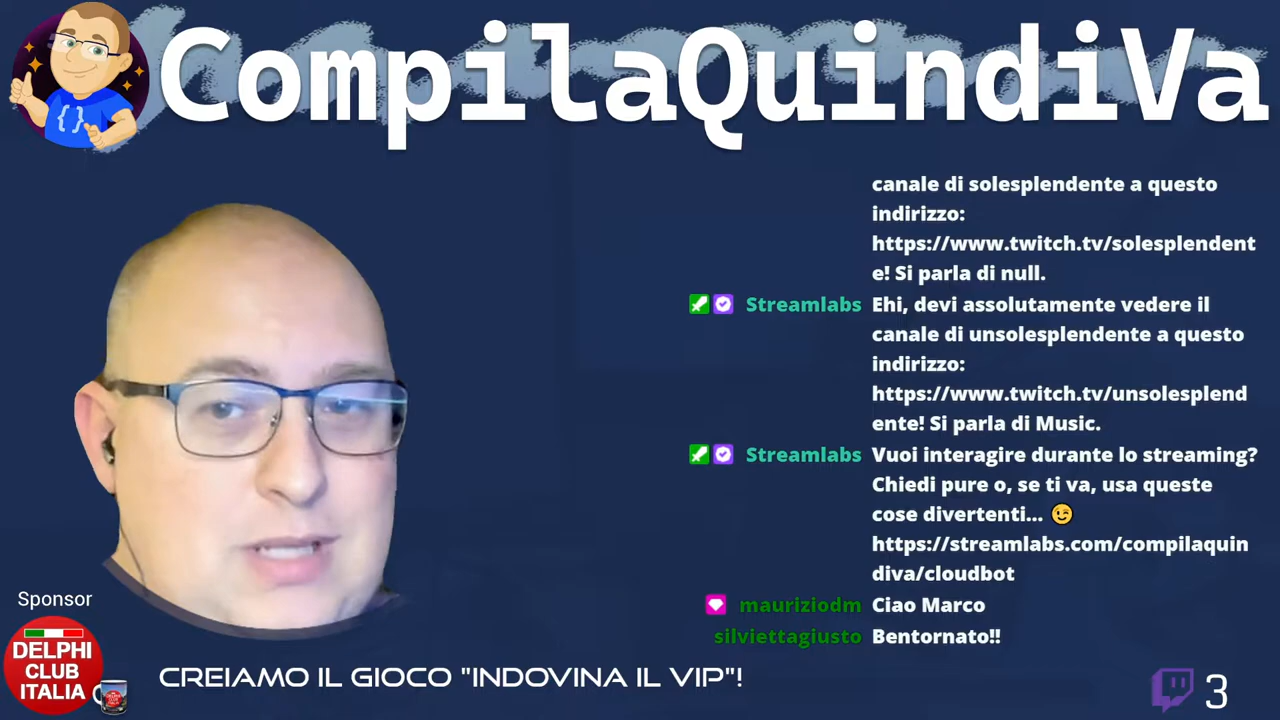 CompilaQuindiVa
{ }
canale di solesplendente a questo
indirizzo:
https://www.twitch.tv/solesplendent
e! Si parla di null.
Streamlabs Ehi, devi assolutamente vedere il
canale di unsolesplendente a questo
indirizzo:
https://www.twitch.tv/unsolesplend
ente! Si parla di Music.
Streamlabs Vuoi interagire durante lo streaming?
Chiedi pure o, se ti va, usa queste
cose divertenti... 😉
https://streamlabs.com/compilaquin
diva/cloudbot
mauriziodm Ciao Marco
silviettagiusto Bentornato!!
Sponsor
DELPHI
CLUB
ITALIA
CREIAMO IL GIOCO "INDOVINA IL VIP"!
3